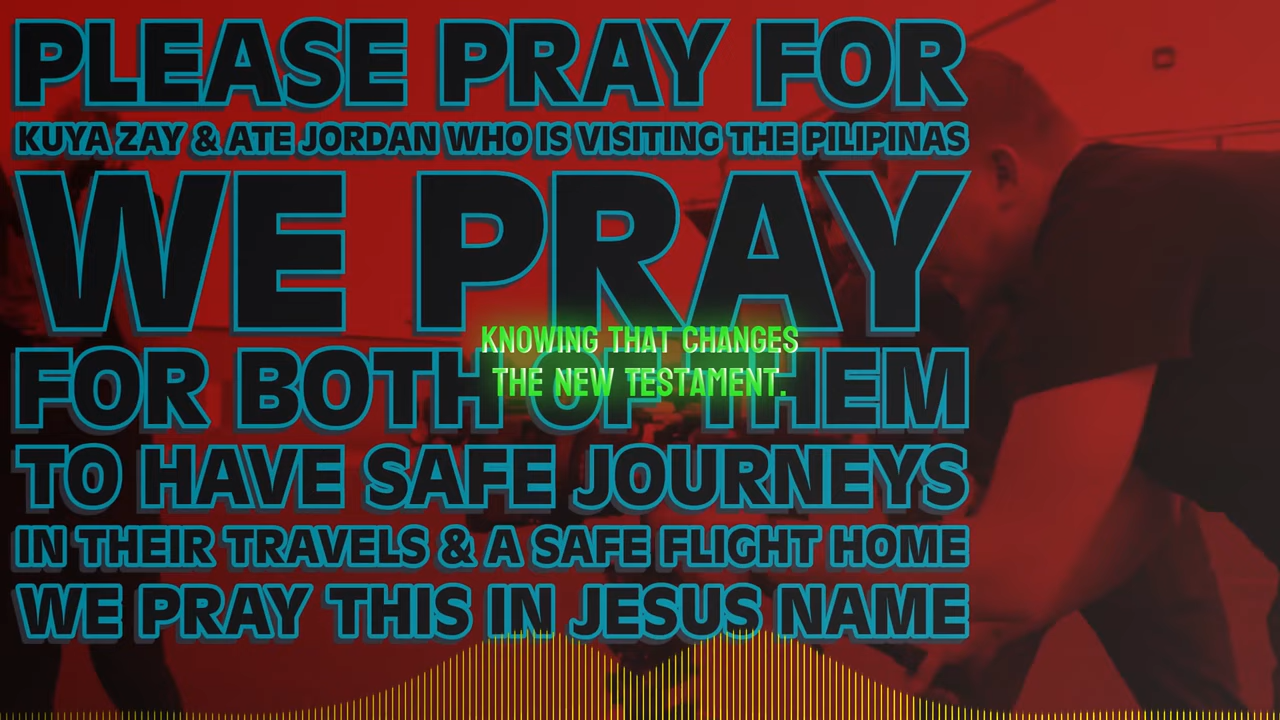 PLEASE PRAY FOR
KUYA ZAY & ATE JORDAN WHO IS VISITING THE PILIPINAS
WE PRAY
KNOWING THAT CHANGES
THE NEW TESTAMENT.
FOR BOTH OF THEM
TO HAVE SAFE JOURNEYS
IN THEIR TRAVELS & A SAFE FLIGHT HOME
WE PRAY THIS IN JESUS NAME